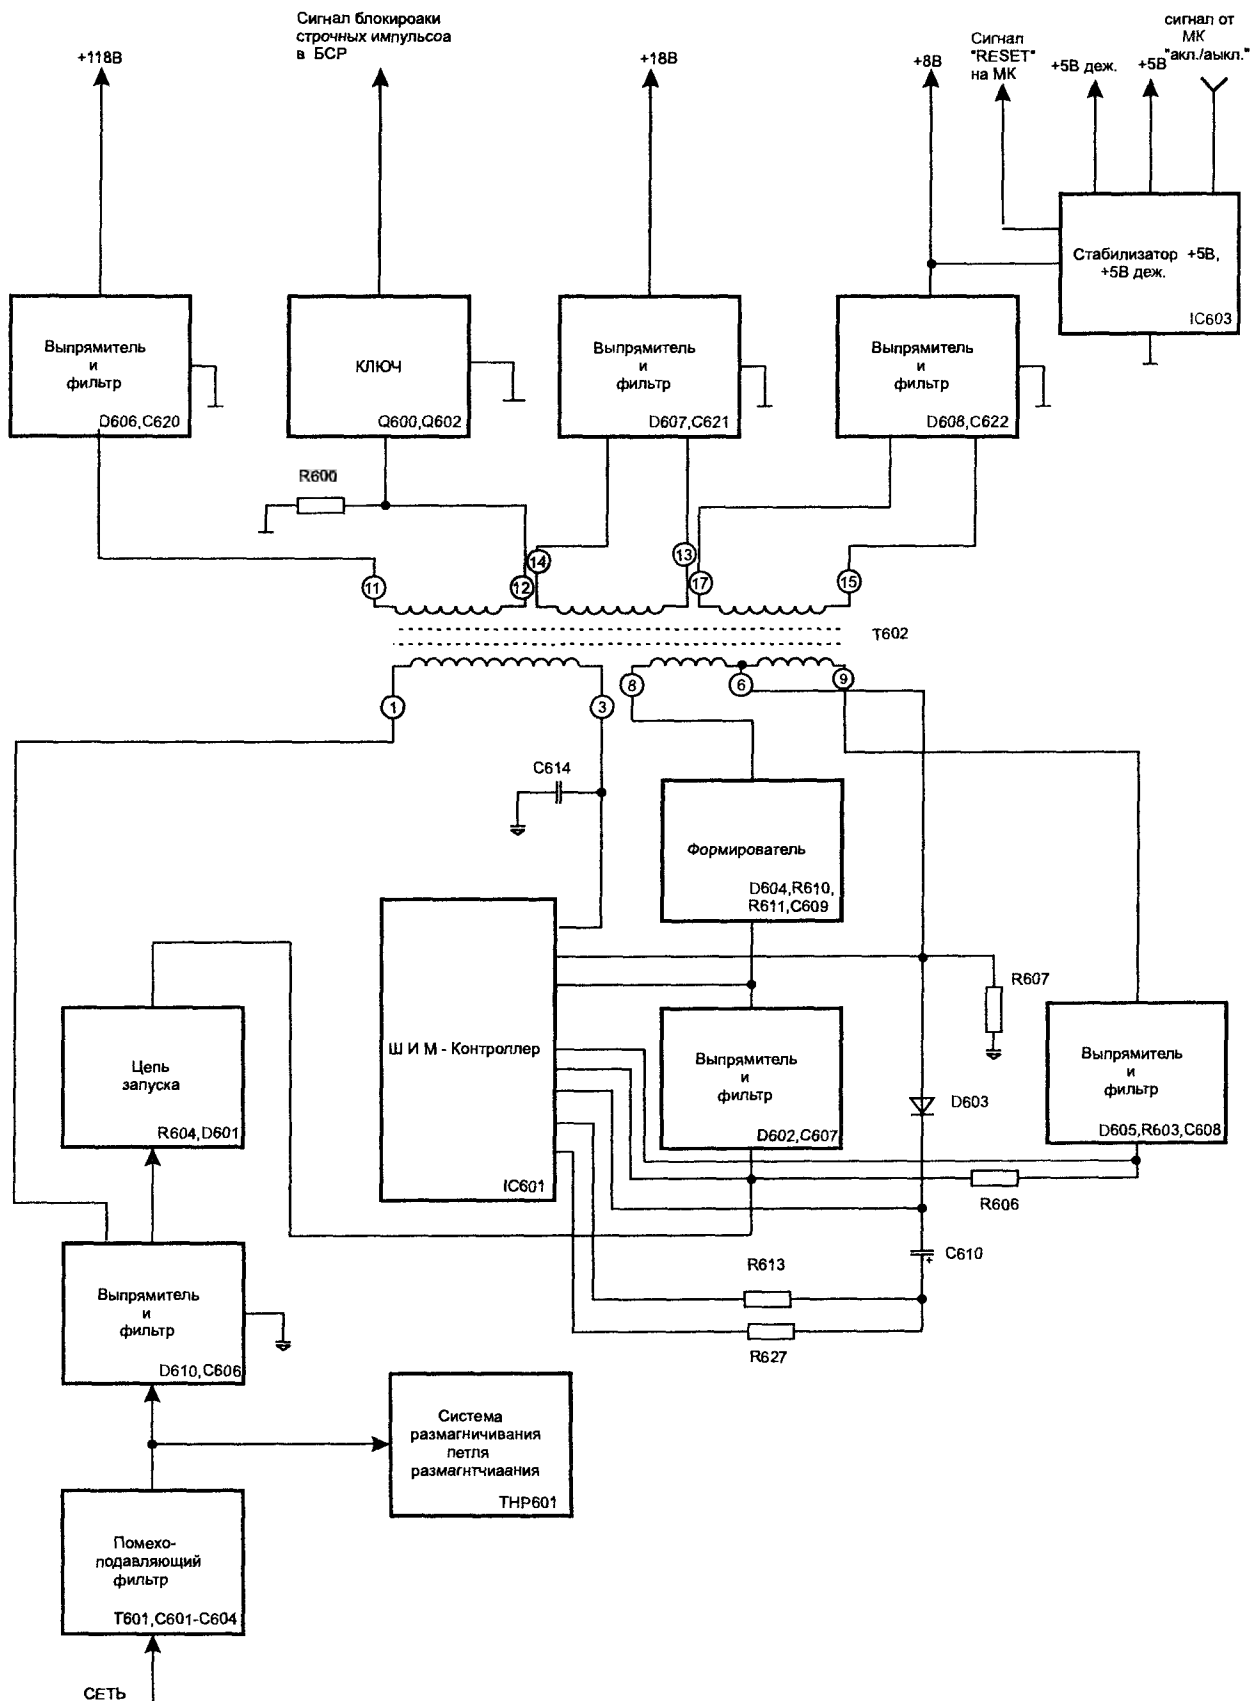 Сигнал блокироаки
строчных импульсоа
в БСР
+118В
+18В
+8В
Сигнал
"RESET"
на МК
+5В деж.
+5В
сигнал от
МК
"акл./аыкл."
Стабилизатор +5В,
+5В деж.
IC603
Выпрямитель
и
фильтр
D606,C620
КЛЮЧ
Q600,Q602
Выпрямитель
и
фильтр
D607,C621
Выпрямитель
и
фильтр
D608,C622
R600
11
12
14
13
17
15
T602
1
3
8
6
9
C614
Формирователь
D604,R610,
R611,C609
R607
Ш И М - Контроллер
IC601
Выпрямитель
и
фильтр
D602,C607
D603
Выпрямитель
и
фильтр
D605,R603,C608
R606
Цепь
запуска
R604,D601
C610
+
R613
R627
Выпрямитель
и
фильтр
D610,C606
Система
размагничивания
петля
размагнтчиаания
THP601
Помехо-
подавляющий
фильтр
T601,C601-C604
СЕТЬ